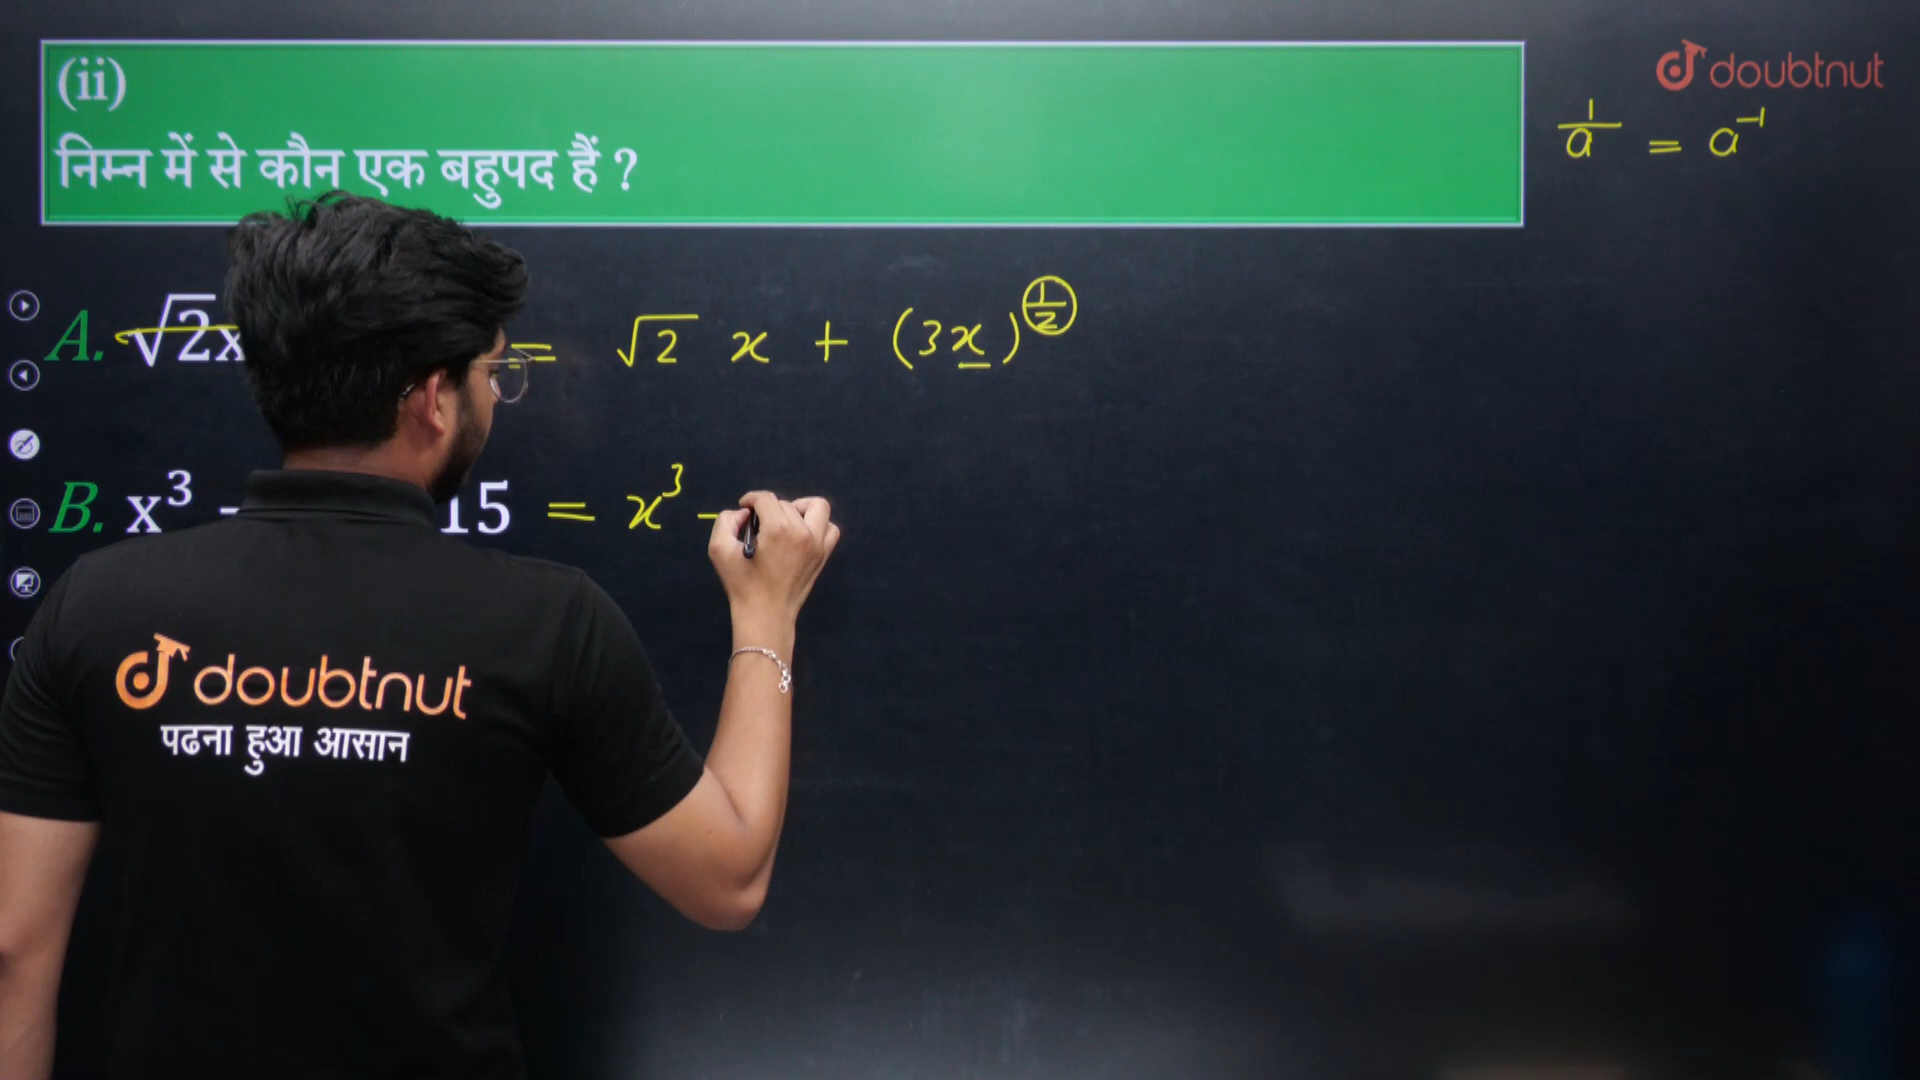 (ii)
doubtnut
निम्न में से कौन एक बहुपद हैं ?
1/a = a⁻¹
A. √2x = √2 x + (3x)^(1/2)
B. x³ - 15 = x³ -
doubtnut
पढना हुआ आसान